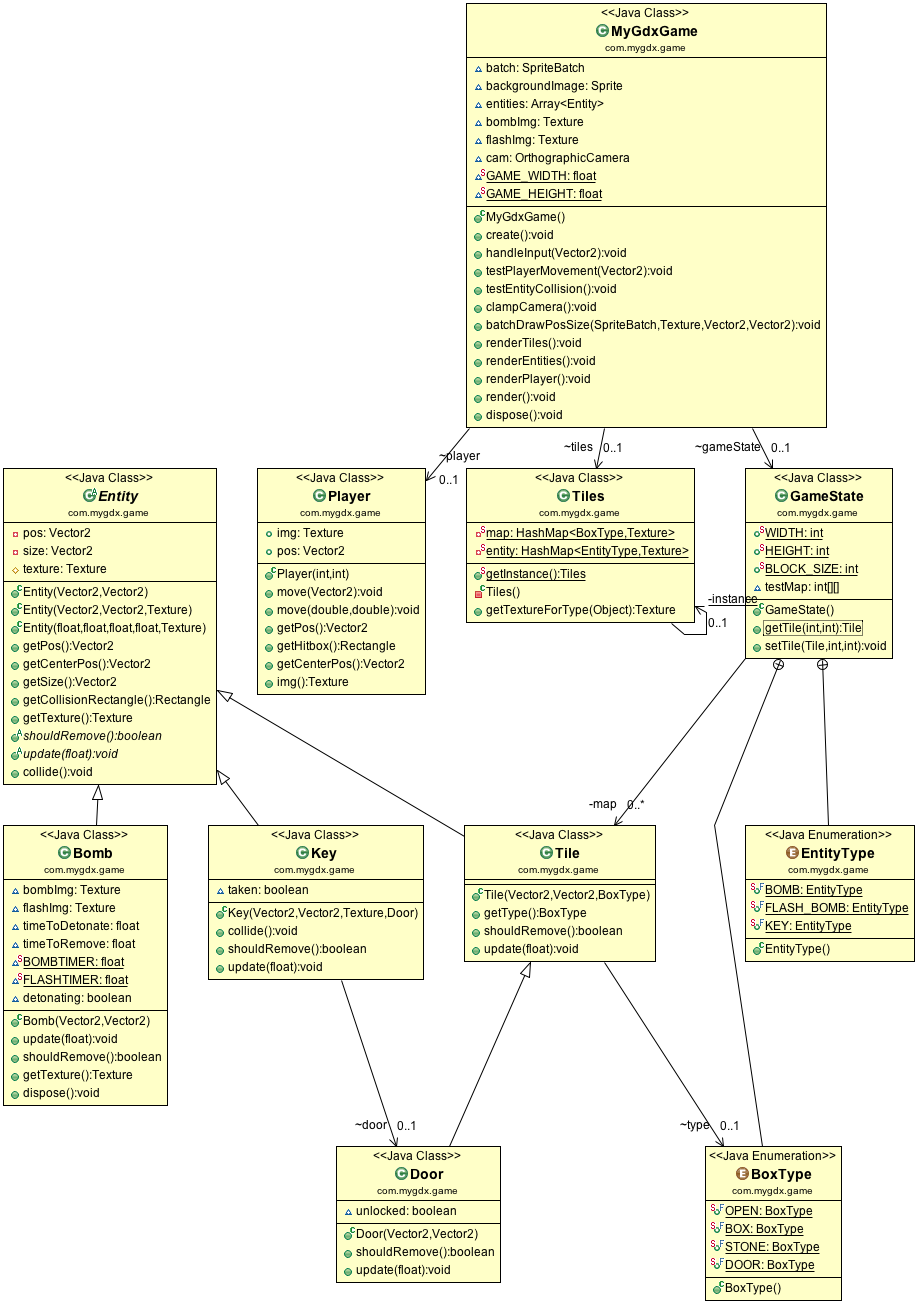 <<Java Class>>
MyGdxGame
com.mygdx.game
batch: SpriteBatch
backgroundImage: Sprite
entities: Array<Entity>
bombImg: Texture
flashImg: Texture
cam: OrthographicCamera
GAME_WIDTH: float
GAME_HEIGHT: float
MyGdxGame()
create():void
handleInput(Vector2):void
testPlayerMovement(Vector2):void
testEntityCollision():void
clampCamera():void
batchDrawPosSize(SpriteBatch,Texture,Vector2,Vector2):void
renderTiles():void
renderEntities():void
renderPlayer():void
render():void
dispose():void
~player
0..1
~tiles 0..1
~gameState 0..1
<<Java Class>>
Entity
com.mygdx.game
pos: Vector2
size: Vector2
texture: Texture
Entity(Vector2,Vector2)
Entity(Vector2,Vector2,Texture)
Entity(float,float,float,float,Texture)
getPos():Vector2
getCenterPos():Vector2
getSize():Vector2
getCollisionRectangle():Rectangle
getTexture():Texture
shouldRemove():boolean
update(float):void
collide():void
<<Java Class>>
Player
com.mygdx.game
img: Texture
pos: Vector2
Player(int,int)
move(Vector2):void
move(double,double):void
getPos():Vector2
getHitbox():Rectangle
getCenterPos():Vector2
img():Texture
<<Java Class>>
Tiles
com.mygdx.game
map: HashMap<BoxType,Texture>
entity: HashMap<EntityType,Texture>
getInstance():Tiles
Tiles()
getTextureForType(Object):Texture
-instance
0..1
<<Java Class>>
GameState
com.mygdx.game
WIDTH: int
HEIGHT: int
BLOCK_SIZE: int
testMap: int[][]
GameState()
getTile(int,int):Tile
setTile(Tile,int,int):void
-map 0..*
<<Java Class>>
Bomb
com.mygdx.game
bombImg: Texture
flashImg: Texture
timeToDetonate: float
timeToRemove: float
BOMBTIMER: float
FLASHTIMER: float
detonating: boolean
Bomb(Vector2,Vector2)
update(float):void
shouldRemove():boolean
getTexture():Texture
dispose():void
<<Java Class>>
Key
com.mygdx.game
taken: boolean
Key(Vector2,Vector2,Texture,Door)
collide():void
shouldRemove():boolean
update(float):void
<<Java Class>>
Tile
com.mygdx.game
Tile(Vector2,Vector2,BoxType)
getType():BoxType
shouldRemove():boolean
update(float):void
<<Java Enumeration>>
EntityType
com.mygdx.game
BOMB: EntityType
FLASH_BOMB: EntityType
KEY: EntityType
EntityType()
~door 0..1
~type 0..1
<<Java Class>>
Door
com.mygdx.game
unlocked: boolean
Door(Vector2,Vector2)
shouldRemove():boolean
update(float):void
<<Java Enumeration>>
BoxType
com.mygdx.game
OPEN: BoxType
BOX: BoxType
STONE: BoxType
DOOR: BoxType
BoxType()